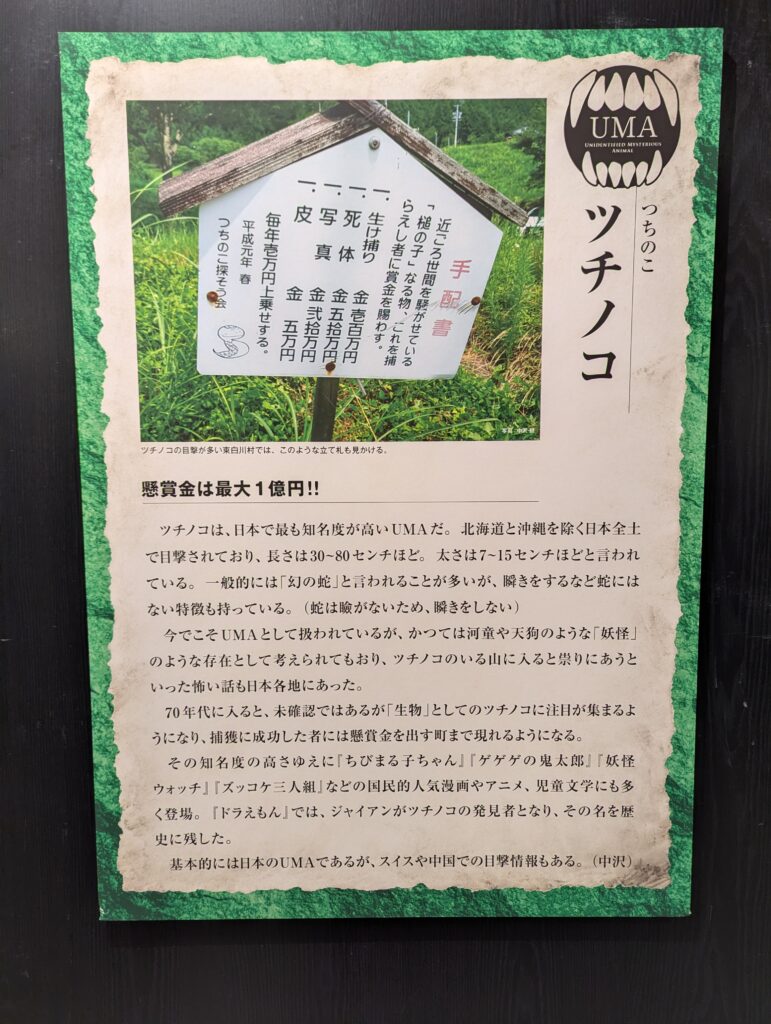 UMA
UNIDENTIFIED MYSTERIOUS
ANIMAL
つちのこ
ツチノコ
手配書
近ごろ世間を騒がせている
「槌の子」なる物、これを捕
らえし者に賞金を賜わす。
一、生け捕り 金壱百万円
一、死体 金五拾万円
一、写真 金弐拾万円
一、皮 金五万円
毎年壱万円上乗せする。
平成元年 春
つちのこ探そう会
ツチノコの目撃が多い東白川村では、このような立て札も見かける。
懸賞金は最大1億円!!
ツチノコは、日本で最も知名度が高いUMAだ。北海道と沖縄を除く日本全土
で目撃されており、長さは30~80センチほど。太さは7~15センチほどと言われ
ている。一般的には「幻の蛇」と言われることが多いが、瞬きをするなど蛇には
ない特徴も持っている。(蛇は瞼がないため、瞬きをしない)
今でこそUMAとして扱われているが、かつては河童や天狗のような「妖怪」
のような存在として考えられてもおり、ツチノコのいる山に入ると祟りにあうと
いった怖い話も日本各地にあった。
70年代に入ると、未確認ではあるが「生物」としてのツチノコに注目が集まるよ
うになり、捕獲に成功した者には懸賞金を出す町まで現れるようになる。
その知名度の高さゆえに『ちびまる子ちゃん』『ゲゲゲの鬼太郎』『妖怪
ウォッチ』『ズッコケ三人組』などの国民的人気漫画やアニメ、児童文学にも多
く登場。『ドラえもん』では、ジャイアンがツチノコの発見者となり、その名を歴
史に残した。
基本的には日本のUMAであるが、スイスや中国での目撃情報もある。(中沢)